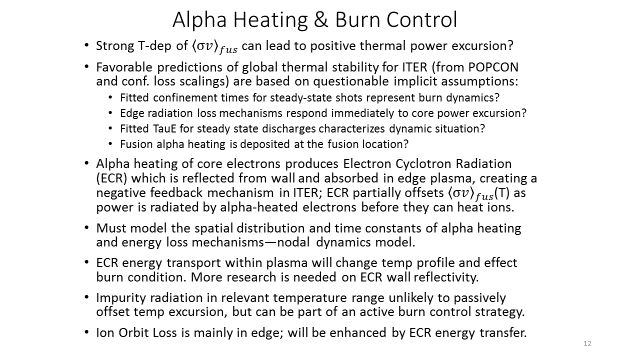 Alpha Heating & Burn Control
• Strong T-dep of ⟨σv⟩fus can lead to positive thermal power excursion?
• Favorable predictions of global thermal stability for ITER (from POPCON
and conf. loss scalings) are based on questionable implicit assumptions:
• Fitted confinement times for steady-state shots represent burn dynamics?
• Edge radiation loss mechanisms respond immediately to core power excursion?
• Fitted TauE for steady state discharges characterizes dynamic situation?
• Fusion alpha heating is deposited at the fusion location?
• Alpha heating of core electrons produces Electron Cyclotron Radiation
(ECR) which is reflected from wall and absorbed in edge plasma, creating a
negative feedback mechanism in ITER; ECR partially offsets ⟨σv⟩fus(T) as
power is radiated by alpha-heated electrons before they can heat ions.
• Must model the spatial distribution and time constants of alpha heating
and energy loss mechanisms—nodal dynamics model.
• ECR energy transport within plasma will change temp profile and effect
burn condition. More research is needed on ECR wall reflectivity.
• Impurity radiation in relevant temperature range unlikely to passively
offset temp excursion, but can be part of an active burn control strategy.
• Ion Orbit Loss is mainly in edge; will be enhanced by ECR energy transfer.
12